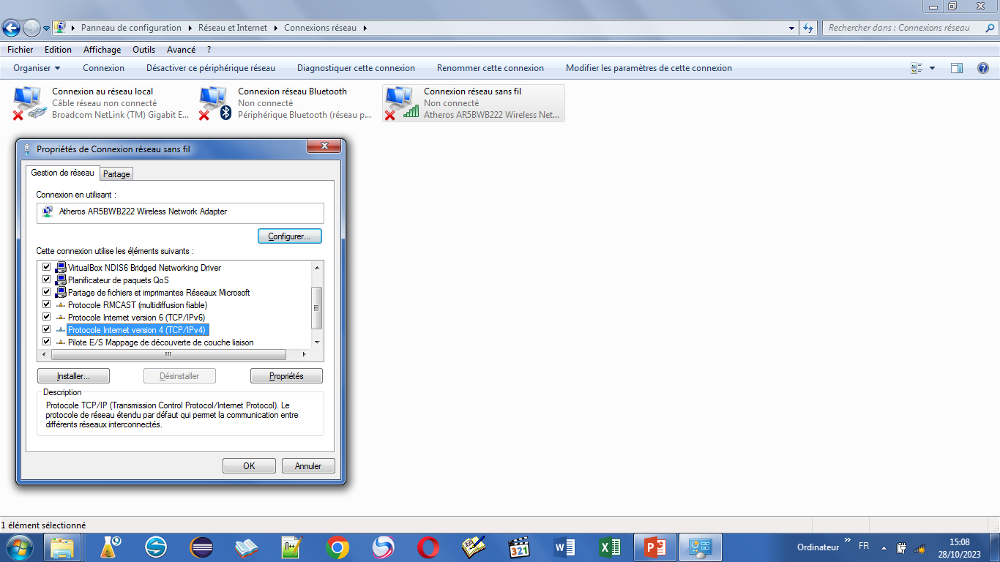 Panneau de configuration Réseau et Internet Connexions réseau
Rechercher dans : Connexions réseau
Fichier Edition Affichage Outils Avancé ?
Organiser Connexion Désactiver ce périphérique réseau Diagnostiquer cette connexion Renommer cette connexion Modifier les paramètres de cette connexion
Connexion au réseau local
Câble réseau non connecté
Broadcom NetLink (TM) Gigabit E...
Connexion réseau Bluetooth
Non connecté
Périphérique Bluetooth (réseau p...
Connexion réseau sans fil
Non connecté
Atheros AR5BWB222 Wireless Net...
Propriétés de Connexion réseau sans fil
Gestion de réseau Partage
Connexion en utilisant :
Atheros AR5BWB222 Wireless Network Adapter
Configurer...
Cette connexion utilise les éléments suivants :
VirtualBox NDIS6 Bridged Networking Driver
Planificateur de paquets QoS
Partage de fichiers et imprimantes Réseaux Microsoft
Protocole RMCAST (multidiffusion fiable)
Protocole Internet version 6 (TCP/IPv6)
Protocole Internet version 4 (TCP/IPv4)
Pilote E/S Mappage de découverte de couche liaison
Installer... Désinstaller Propriétés
Description
Protocole TCP/IP (Transmission Control Protocol/Internet Protocol). Le
protocole de réseau étendu par défaut qui permet la communication entre
différents réseaux interconnectés.
OK Annuler
1 élément sélectionné
n++
321
Ordinateur » FR
15:08
28/10/2023